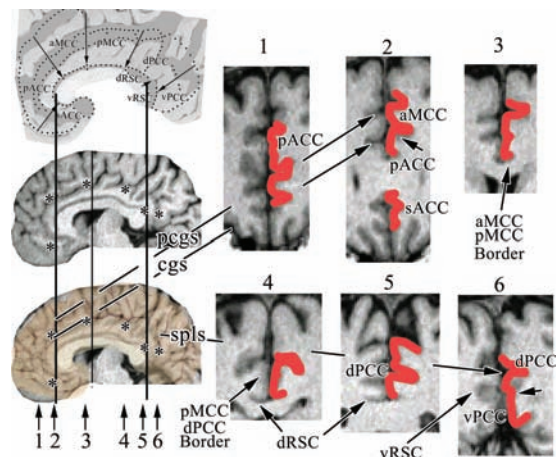 aMCC
pMCC
dPCC
pACC
sACC
dRSC
vRSC
vPCC
pcgs
cgs
spls
1
2
3
4
5
6
1
pACC
2
aMCC
pACC
sACC
3
aMCC
pMCC
Border
4
pMCC
dPCC
Border
5
dPCC
dRSC
6
dPCC
vPCC
vRSC